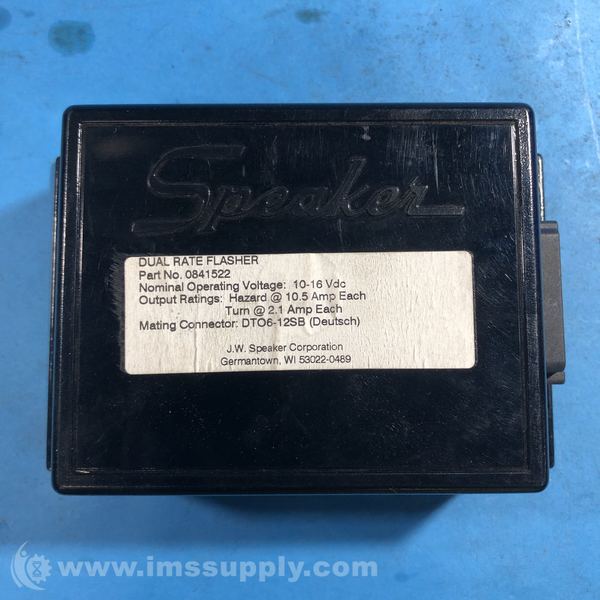 Speaker
DUAL RATE FLASHER
Part No. 0841522
Nominal Operating Voltage: 10-16 Vdc
Output Ratings: Hazard @ 10.5 Amp Each
Turn @ 2.1 Amp Each
Mating Connector: DTO6-12SB (Deutsch)
J.W. Speaker Corporation
Germantown, WI 53022-0489
www.imssupply.com